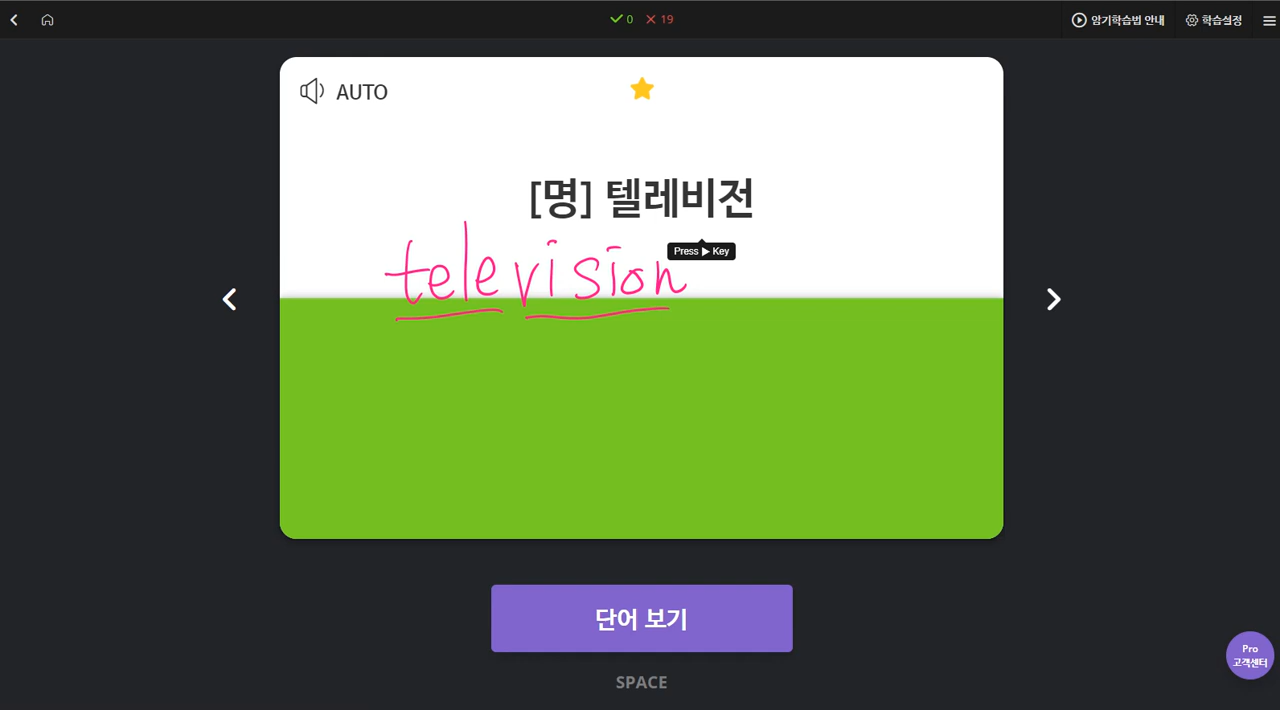 0 19 암기학습법 안내 학습설정
AUTO
[명] 텔레비전
Press ▶ Key
television
단어 보기
SPACE
Pro
고객센터